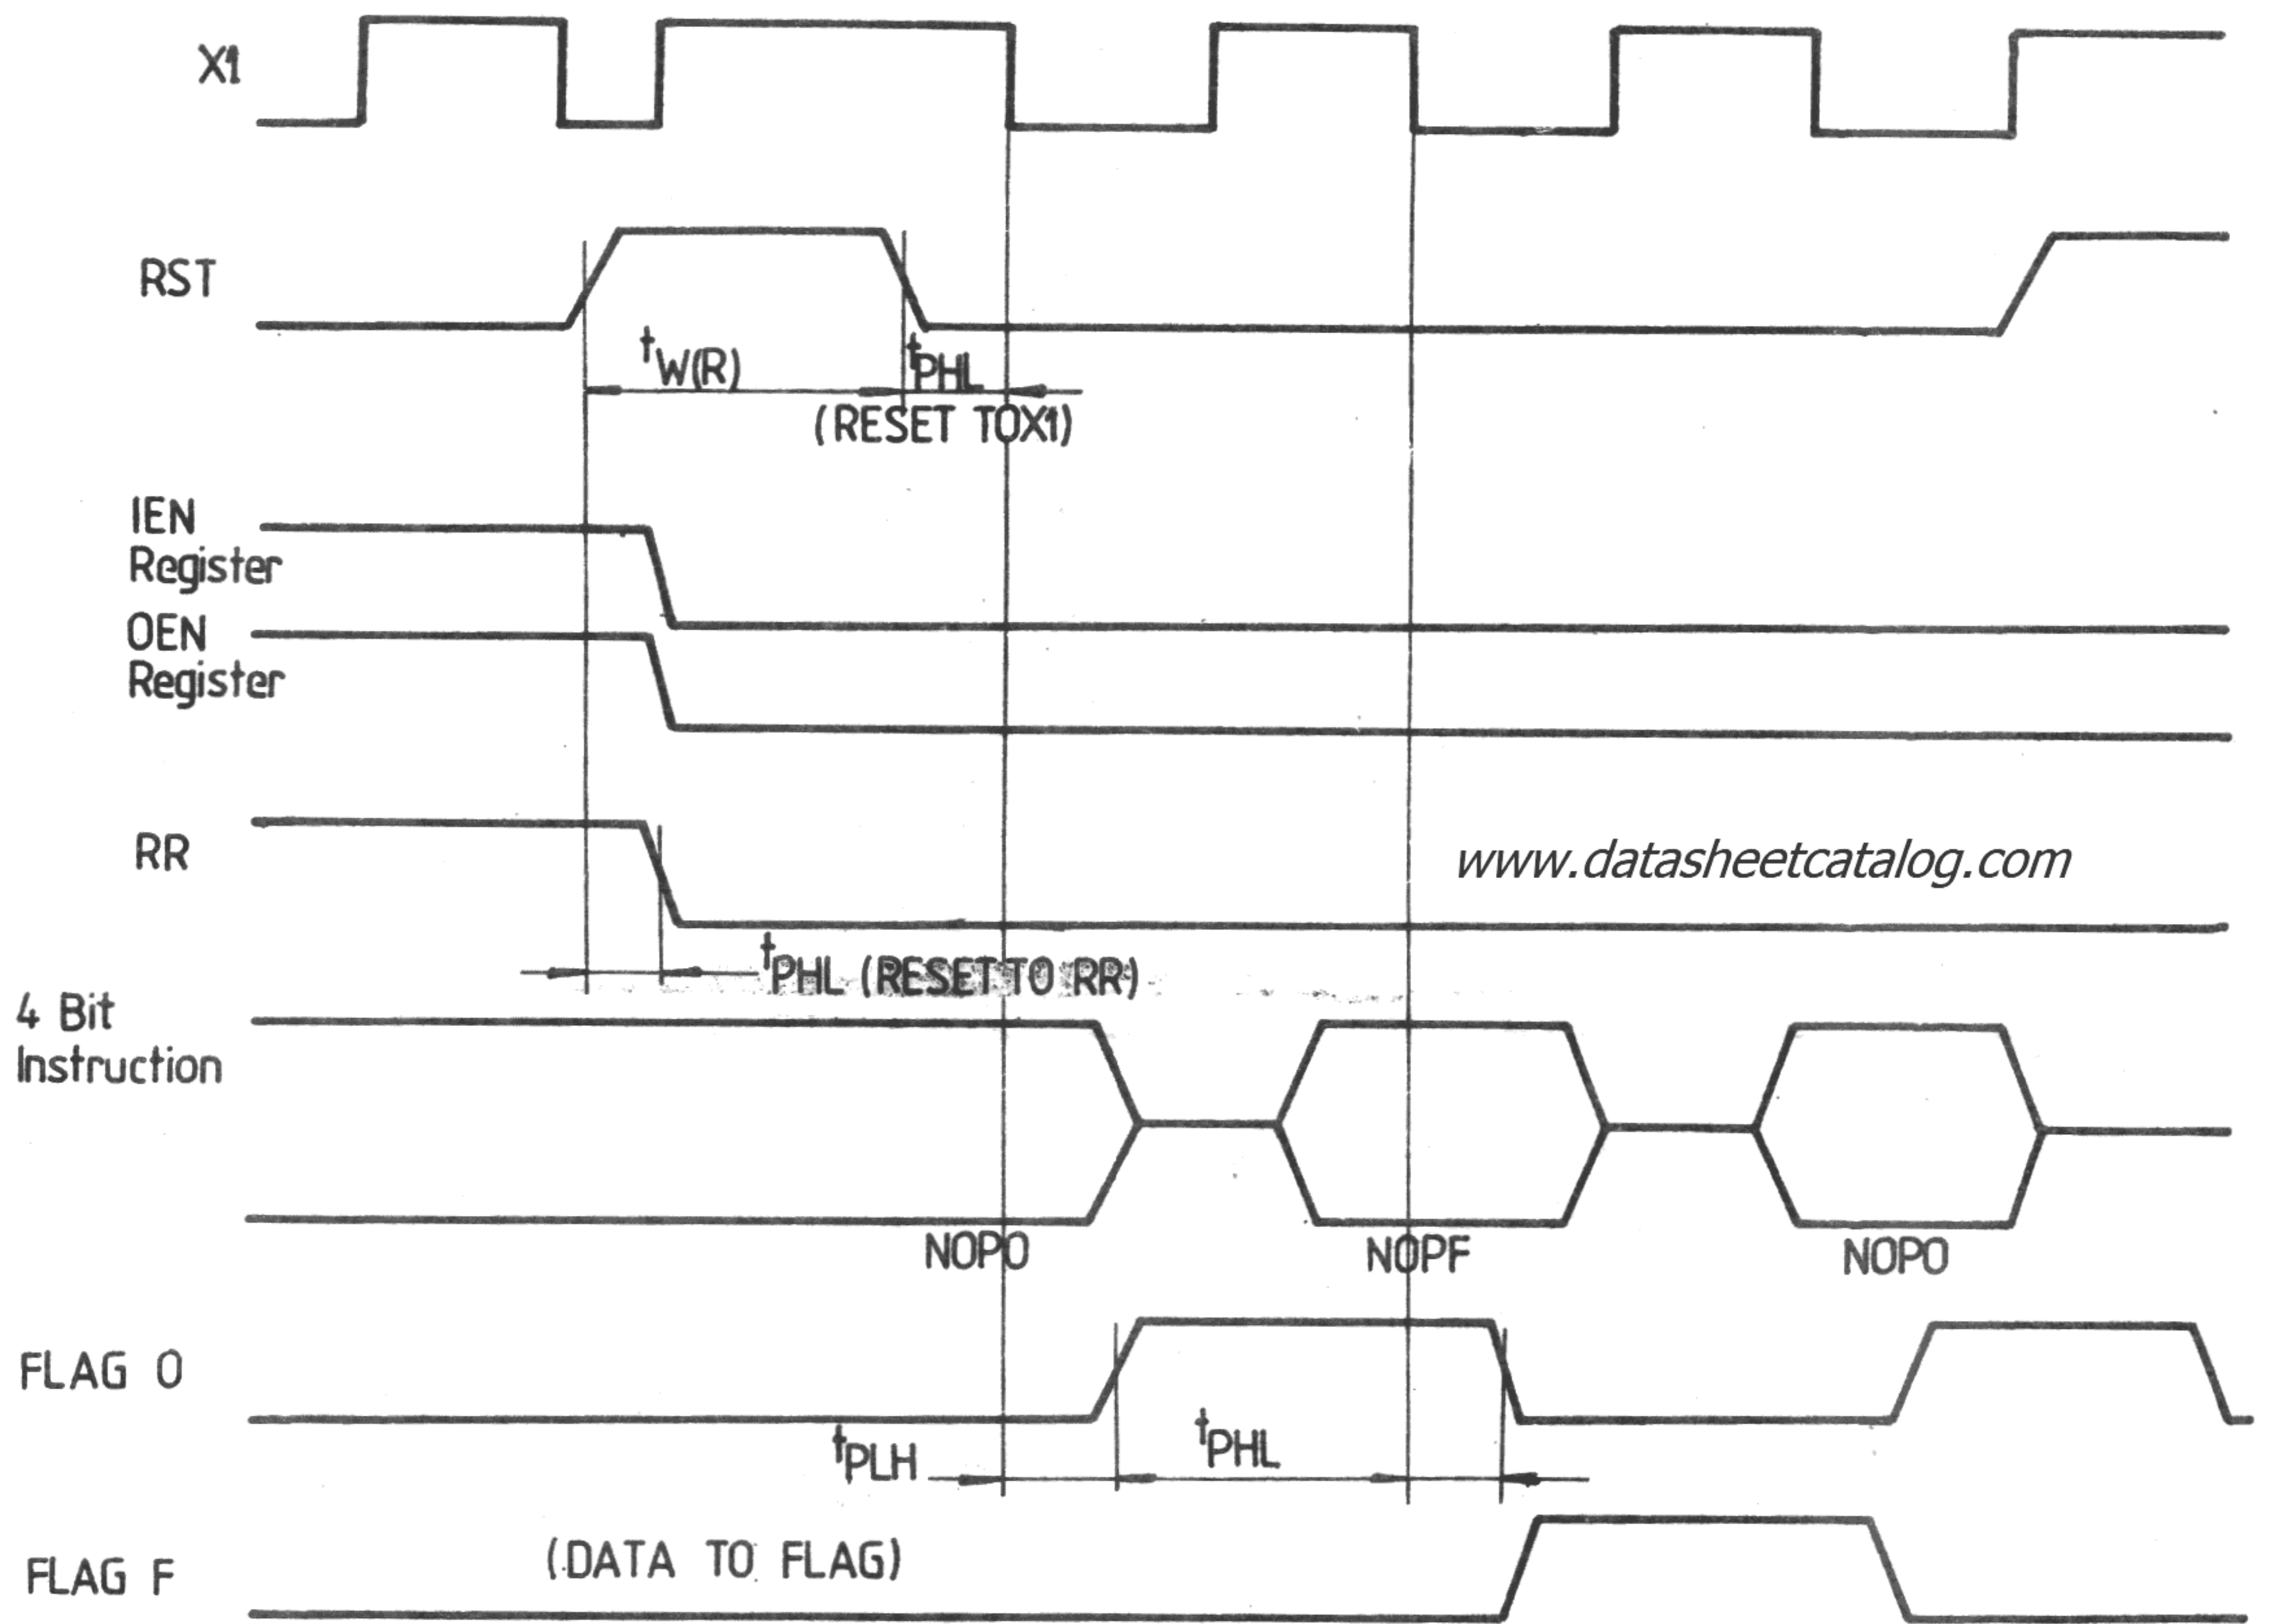 X1
RST
tW(R)
tPHL
(RESET TOX1)
IEN
Register
OEN
Register
RR
www.datasheetcatalog.com
tPHL (RESET TO RR)
4 Bit
Instruction
NOPO
NOPF
NOPO
FLAG O
tPLH
tPHL
FLAG F
(DATA TO FLAG)